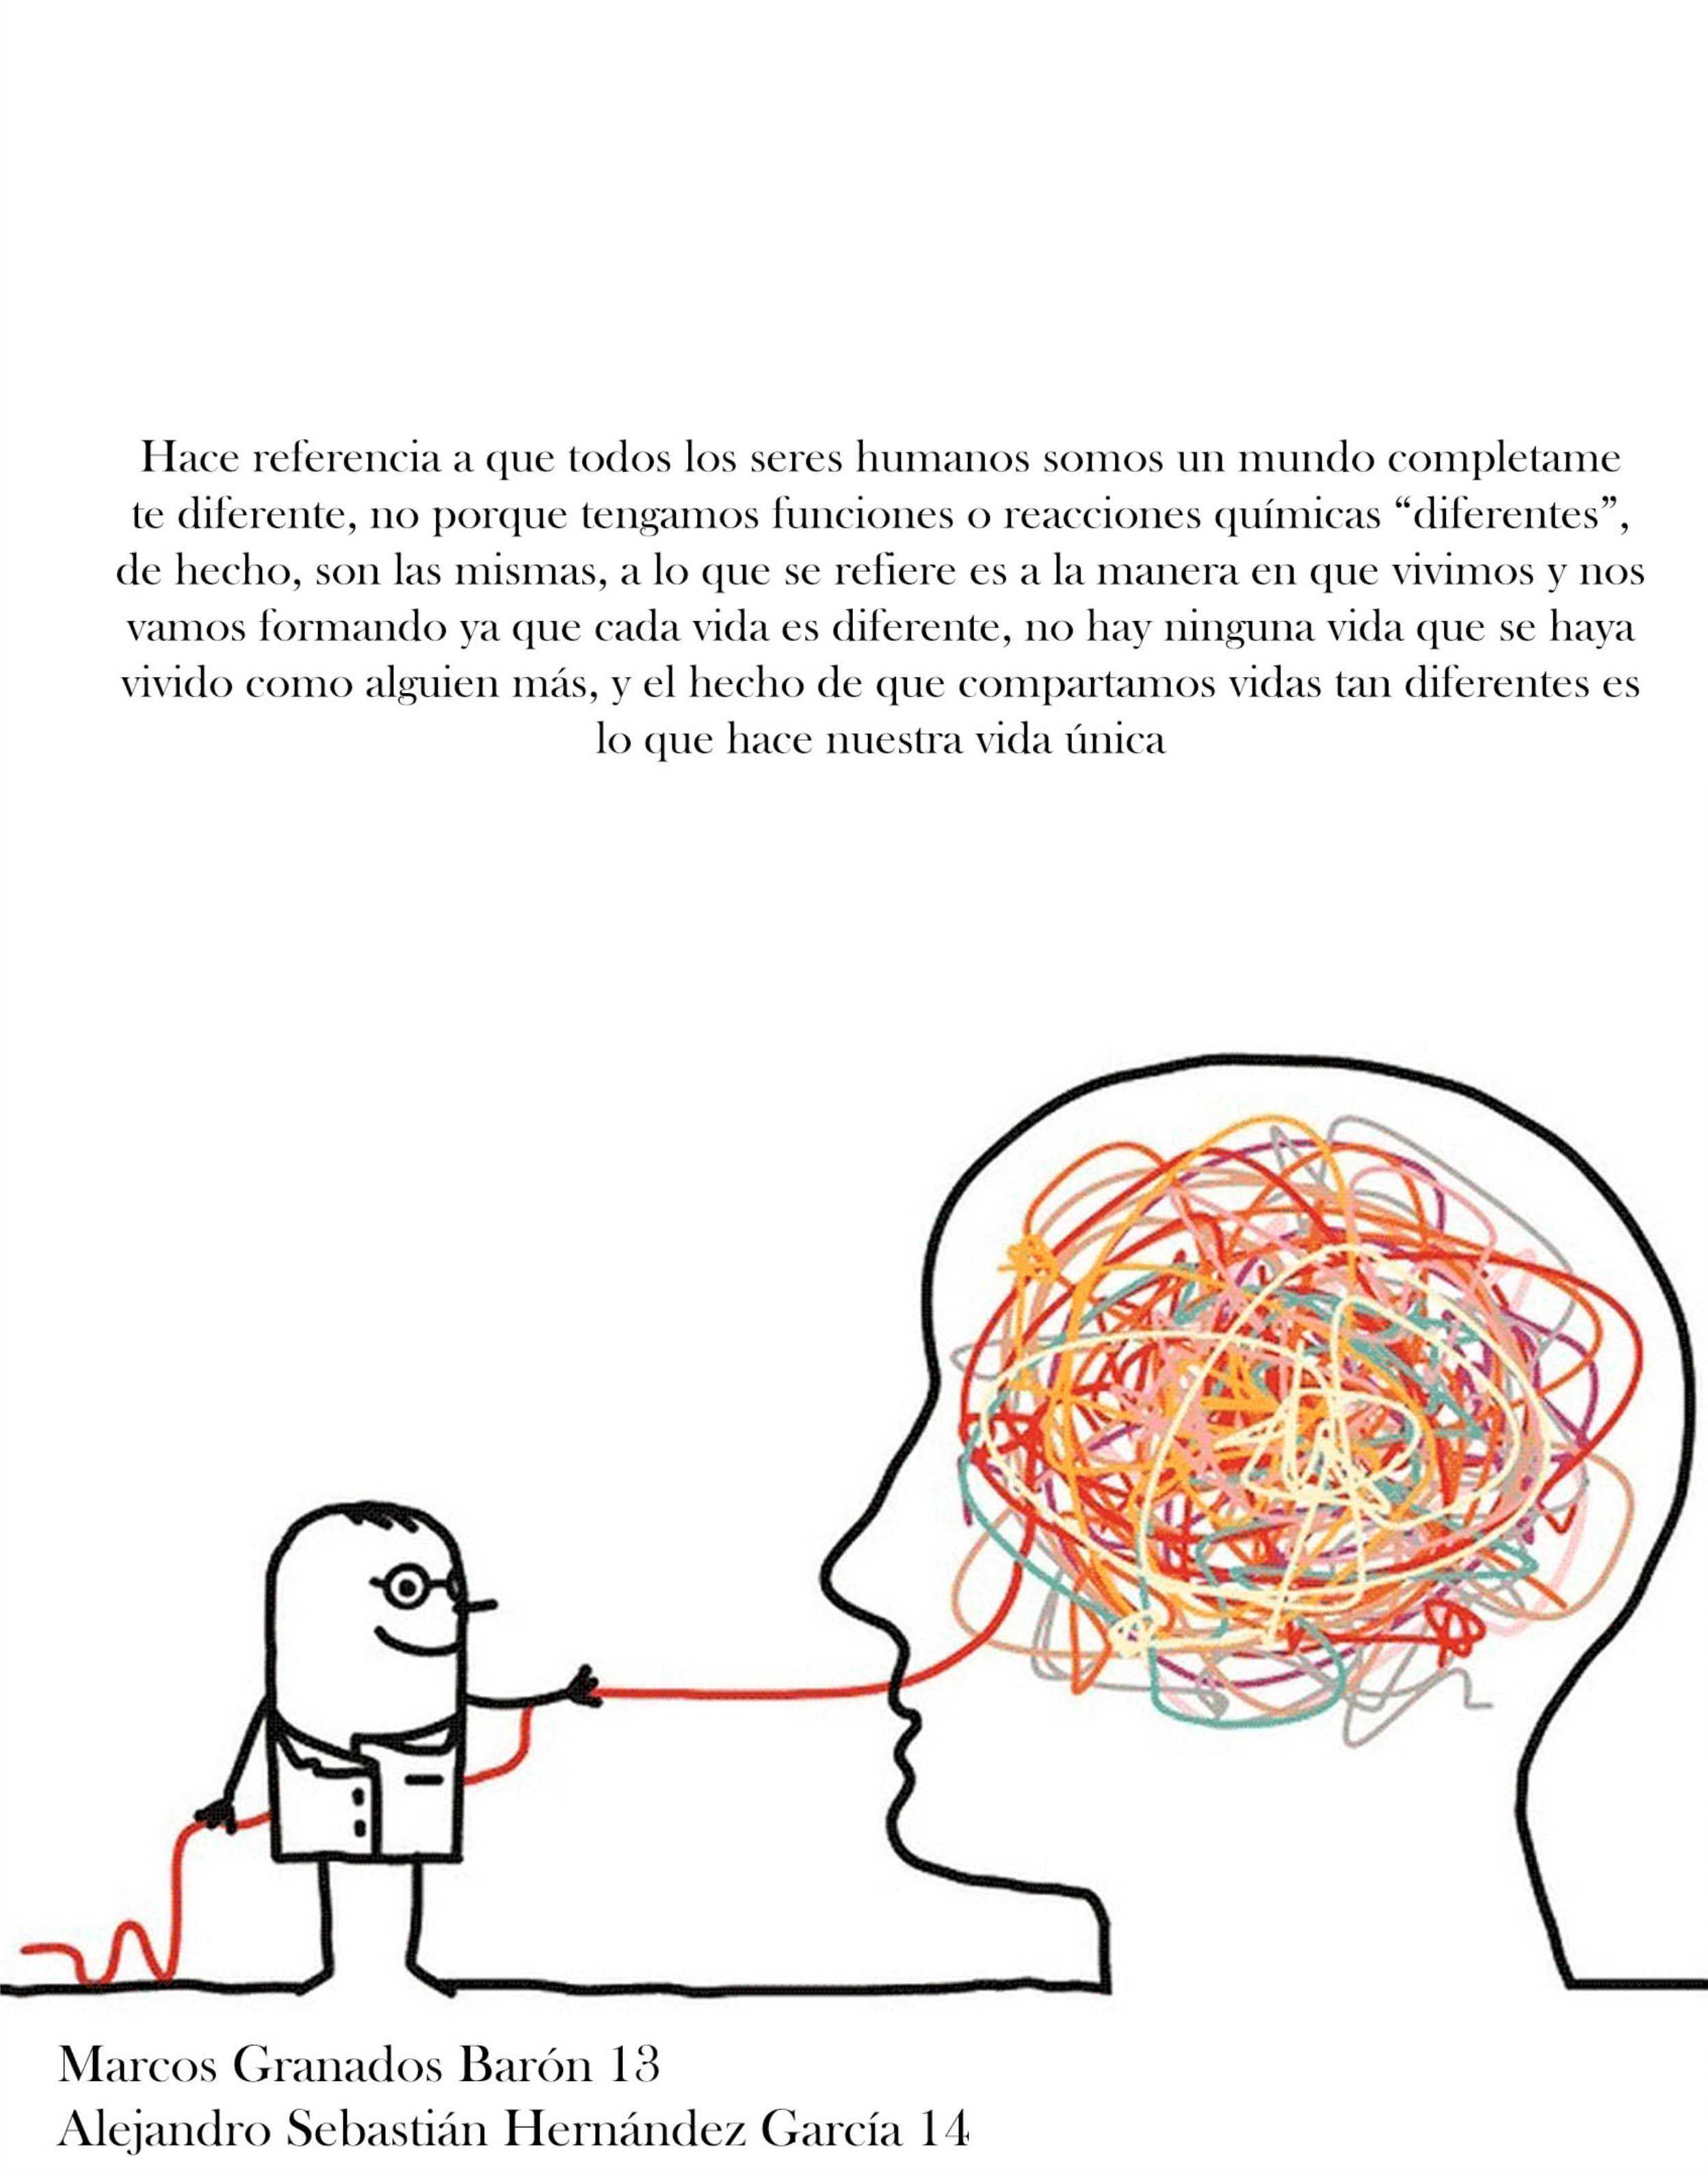 Hace referencia a que todos los seres humanos somos un mundo completame
te diferente, no porque tengamos funciones o reacciones químicas “diferentes”,
de hecho, son las mismas, a lo que se refiere es a la manera en que vivimos y nos
vamos formando ya que cada vida es diferente, no hay ninguna vida que se haya
vivido como alguien más, y el hecho de que compartamos vidas tan diferentes es
lo que hace nuestra vida única
Marcos Granados Barón 13
Alejandro Sebastián Hernández García 14